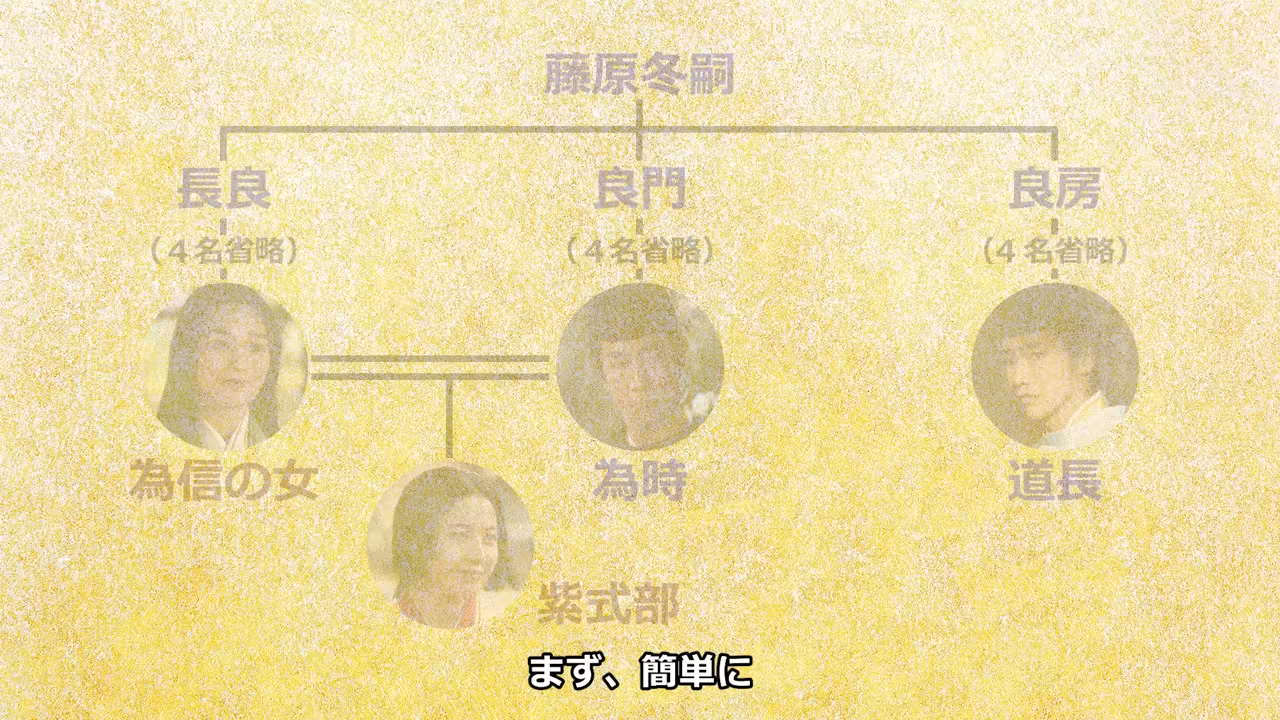 藤原冬嗣
長良 良門 良房
（４名省略） （４名省略） （４名省略）
為信の女 為時 道長
紫式部
まず、簡単に